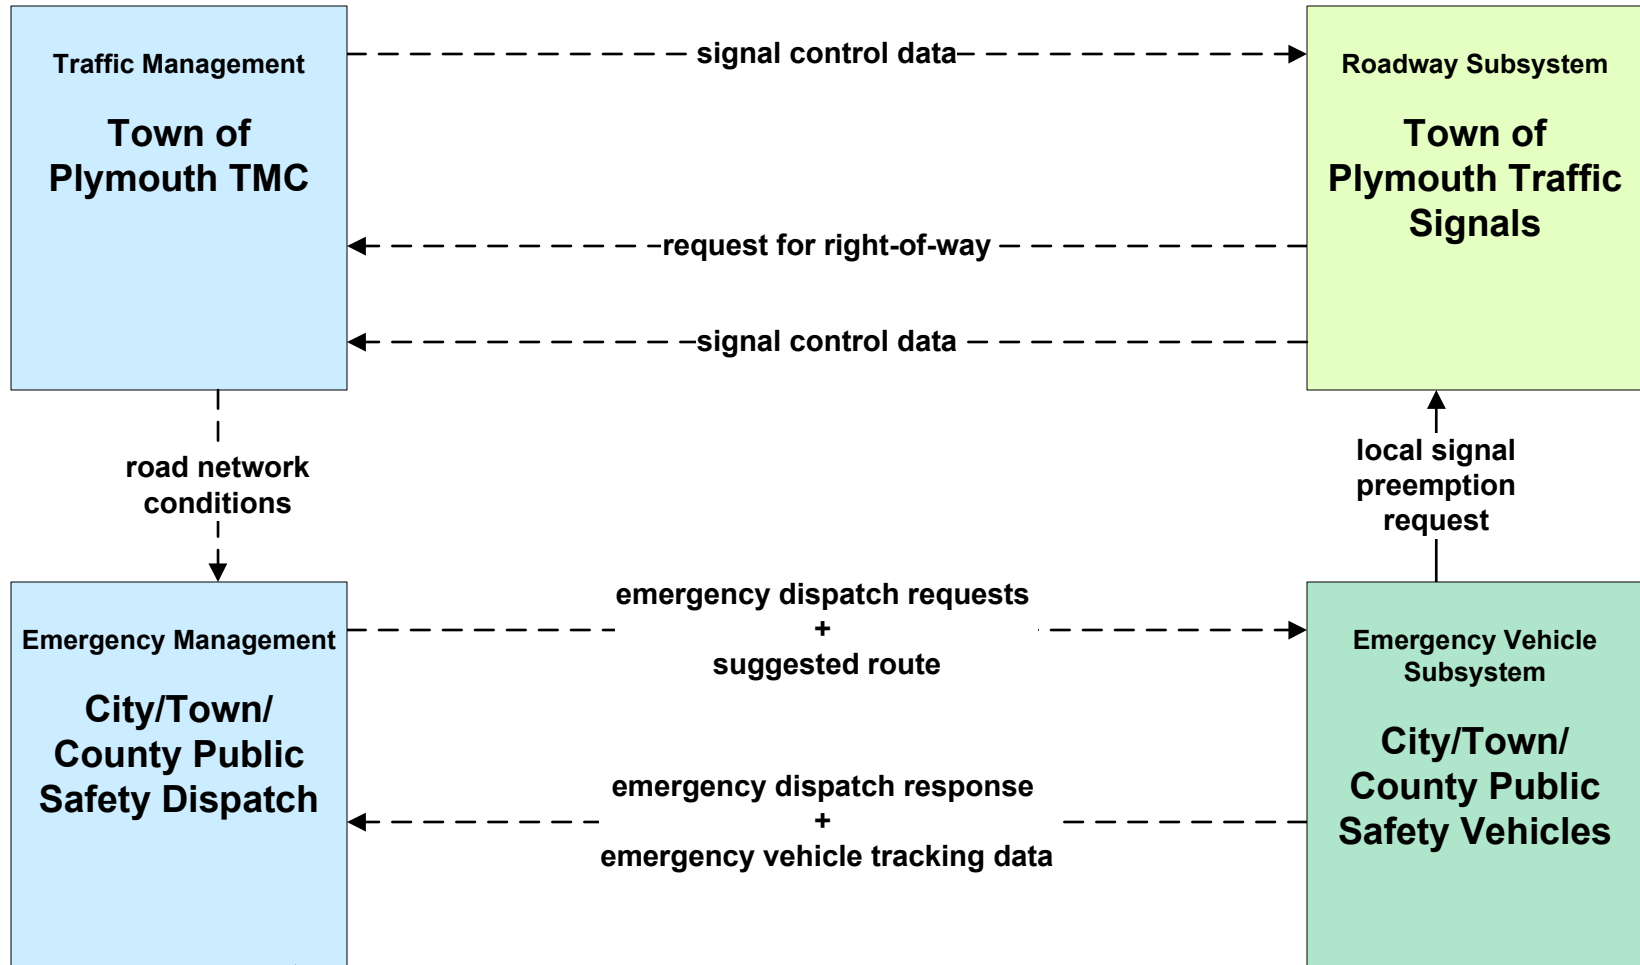 Traffic Management
Town of
Plymouth TMC
signal control data
Roadway Subsystem
Town of
Plymouth Traffic
Signals
request for right-of-way
signal control data
road network
conditions
local signal
preemption
request
Emergency Management
City/Town/
County Public
Safety Dispatch
emergency dispatch requests
+
suggested route
emergency dispatch response
+
emergency vehicle tracking data
Emergency Vehicle
Subsystem
City/Town/
County Public
Safety Vehicles